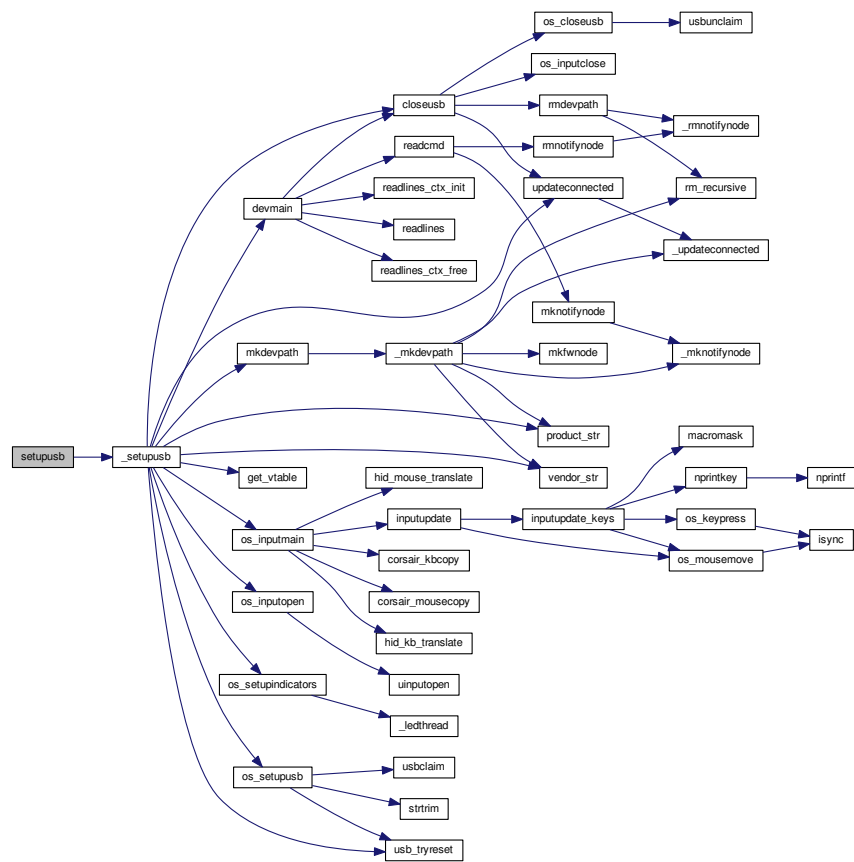 os_closeusb
usbunclaim
os_inputclose
closeusb
rmdevpath
_rmnotifynode
readcmd
rmnotifynode
readlines_ctx_init
updateconnected
rm_recursive
devmain
readlines
_updateconnected
readlines_ctx_free
mknotifynode
mkdevpath
_mkdevpath
mkfwnode
_mknotifynode
product_str
macromask
setupusb
_setupusb
get_vtable
hid_mouse_translate
vendor_str
nprintkey
nprintf
inputupdate
inputupdate_keys
os_keypress
os_inputmain
isync
corsair_kbcopy
os_mousemove
os_inputopen
corsair_mousecopy
hid_kb_translate
os_setupindicators
uinputopen
_ledthread
os_setupusb
usbclaim
strtrim
usb_tryreset